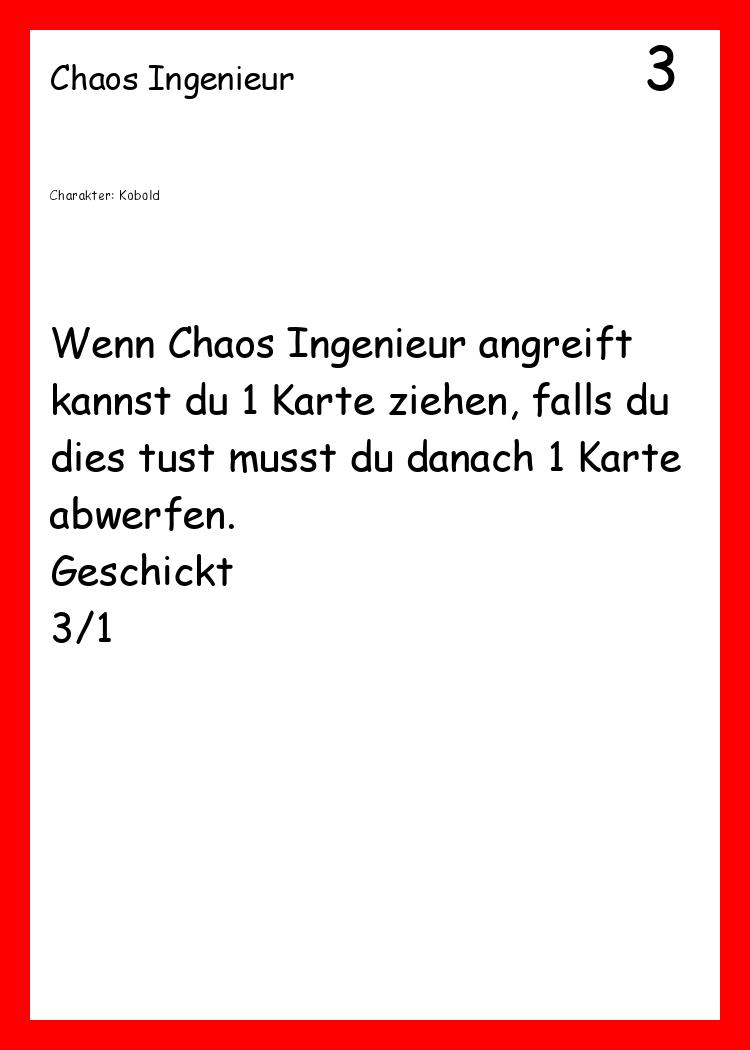 Chaos Ingenieur
3
Charakter: Kobold
Wenn Chaos Ingenieur angreift
kannst du 1 Karte ziehen, falls du
dies tust musst du danach 1 Karte
abwerfen.
Geschickt
3/1